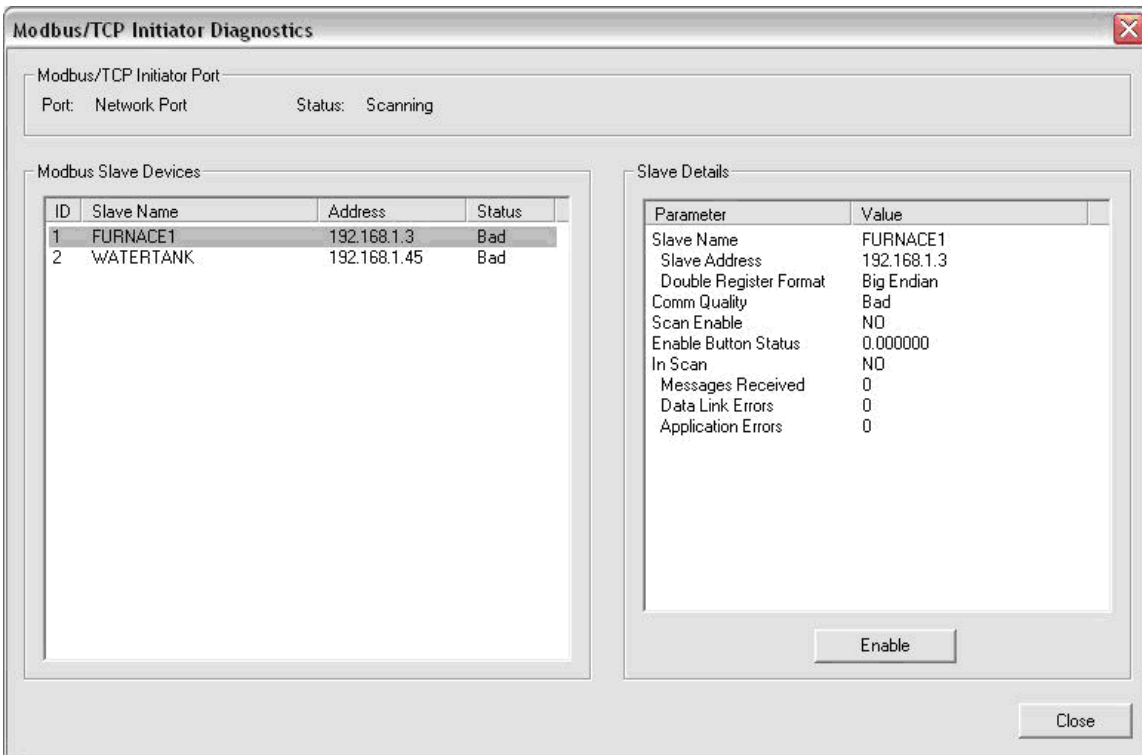 Modbus/TCP Initiator Diagnostics
Modbus/TCP Initiator Port
Port: Network Port Status: Scanning
Modbus Slave Devices
ID Slave Name Address Status
1 FURNACE1 192.168.1.3 Bad
2 WATERTANK 192.168.1.45 Bad
Slave Details
Parameter Value
Slave Name FURNACE1
Slave Address 192.168.1.3
Double Register Format Big Endian
Comm Quality Bad
Scan Enable NO
Enable Button Status 0.000000
In Scan NO
Messages Received 0
Data Link Errors 0
Application Errors 0
Enable
Close